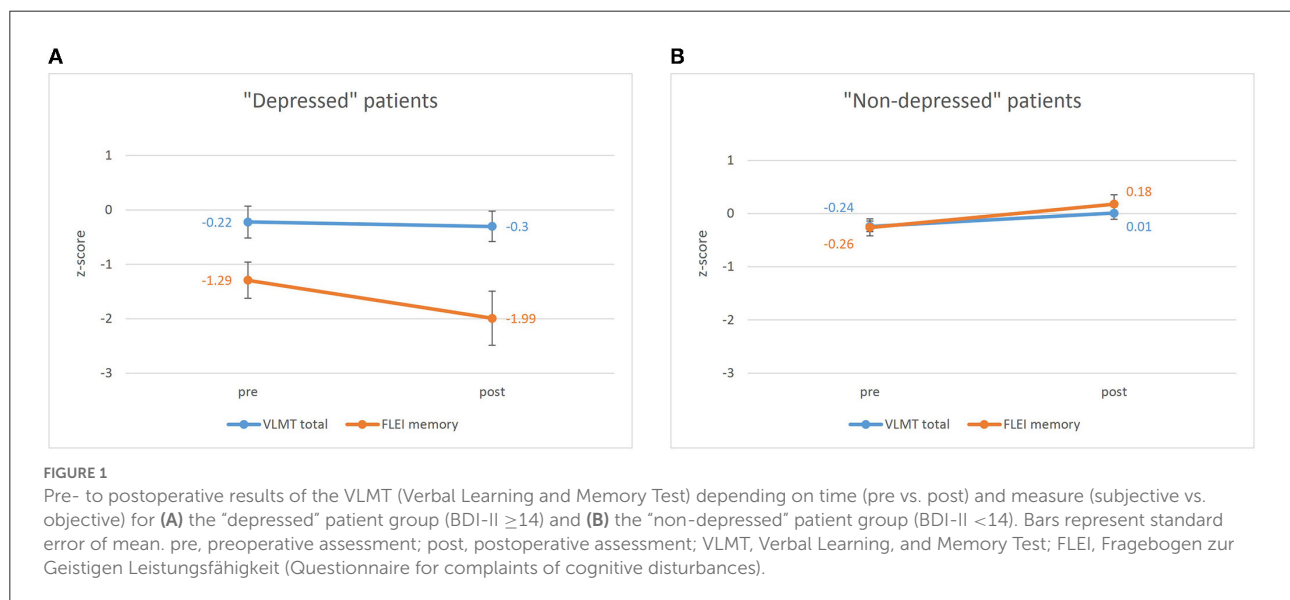 A
"Depressed" patients
1
0
-1
-2
-3
z-score
-0.22
-0.3
-1.29
-1.99
pre
post
VLMT total
FLEI memory
B
"Non-depressed" patients
1
0
-1
-2
-3
z-score
-0.24
0.18
-0.26
0.01
pre
post
VLMT total
FLEI memory
FIGURE 1
Pre- to postoperative results of the VLMT (Verbal Learning and Memory Test) depending on time (pre vs. post) and measure (subjective vs.
objective) for (A) the "depressed" patient group (BDI-II ≥14) and (B) the "non-depressed" patient group (BDI-II <14). Bars represent standard
error of mean. pre, preoperative assessment; post, postoperative assessment; VLMT, Verbal Learning, and Memory Test; FLEI, Fragebogen zur
Geistigen Leistungsfähigkeit (Questionnaire for complaints of cognitive disturbances).